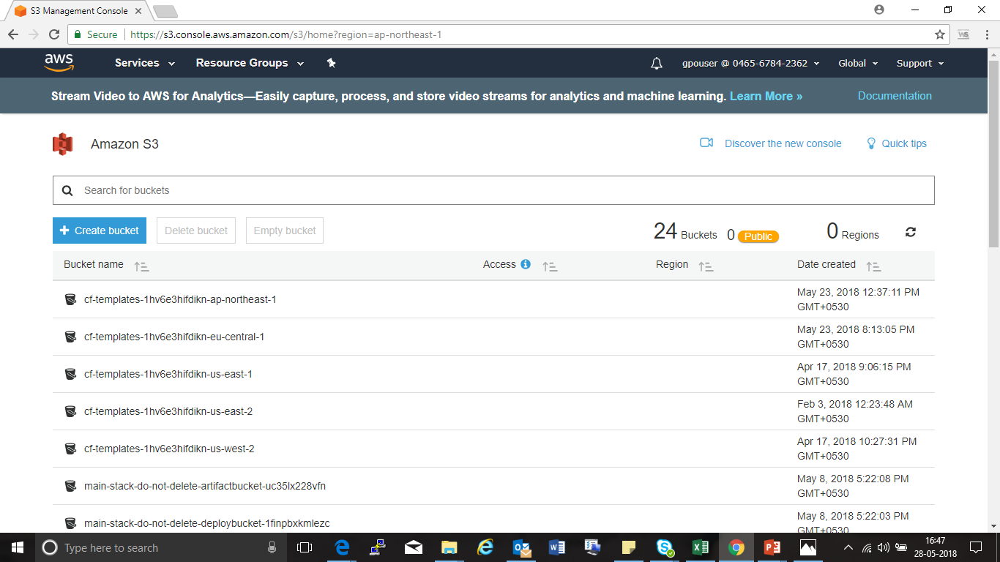 S3 Management Console
Secure https://s3.console.aws.amazon.com/s3/home?region=ap-northeast-1
aws Services Resource Groups gpouser @ 0465-6784-2362 Global Support
Stream Video to AWS for Analytics—Easily capture, process, and store video streams for analytics and machine learning. Learn More » Documentation
Amazon S3 Discover the new console Quick tips
Search for buckets
Create bucket Delete bucket Empty bucket 24 Buckets 0 Public 0 Regions
Bucket name Access Region Date created
cf-templates-1hv6e3hifdikn-ap-northeast-1 May 23, 2018 12:37:11 PM
GMT+0530
cf-templates-1hv6e3hifdikn-eu-central-1 May 23, 2018 8:13:05 PM
GMT+0530
cf-templates-1hv6e3hifdikn-us-east-1 Apr 17, 2018 9:06:15 PM
GMT+0530
cf-templates-1hv6e3hifdikn-us-east-2 Feb 3, 2018 12:23:48 AM
GMT+0530
cf-templates-1hv6e3hifdikn-us-west-2 Apr 17, 2018 10:27:31 PM
GMT+0530
main-stack-do-not-delete-artifactbucket-uc35lx228vfn May 8, 2018 5:22:08 PM
GMT+0530
main-stack-do-not-delete-deploybucket-1finpbxkmlezc May 8, 2018 5:22:03 PM
GMT+0530
Type here to search 16:47
28-05-2018